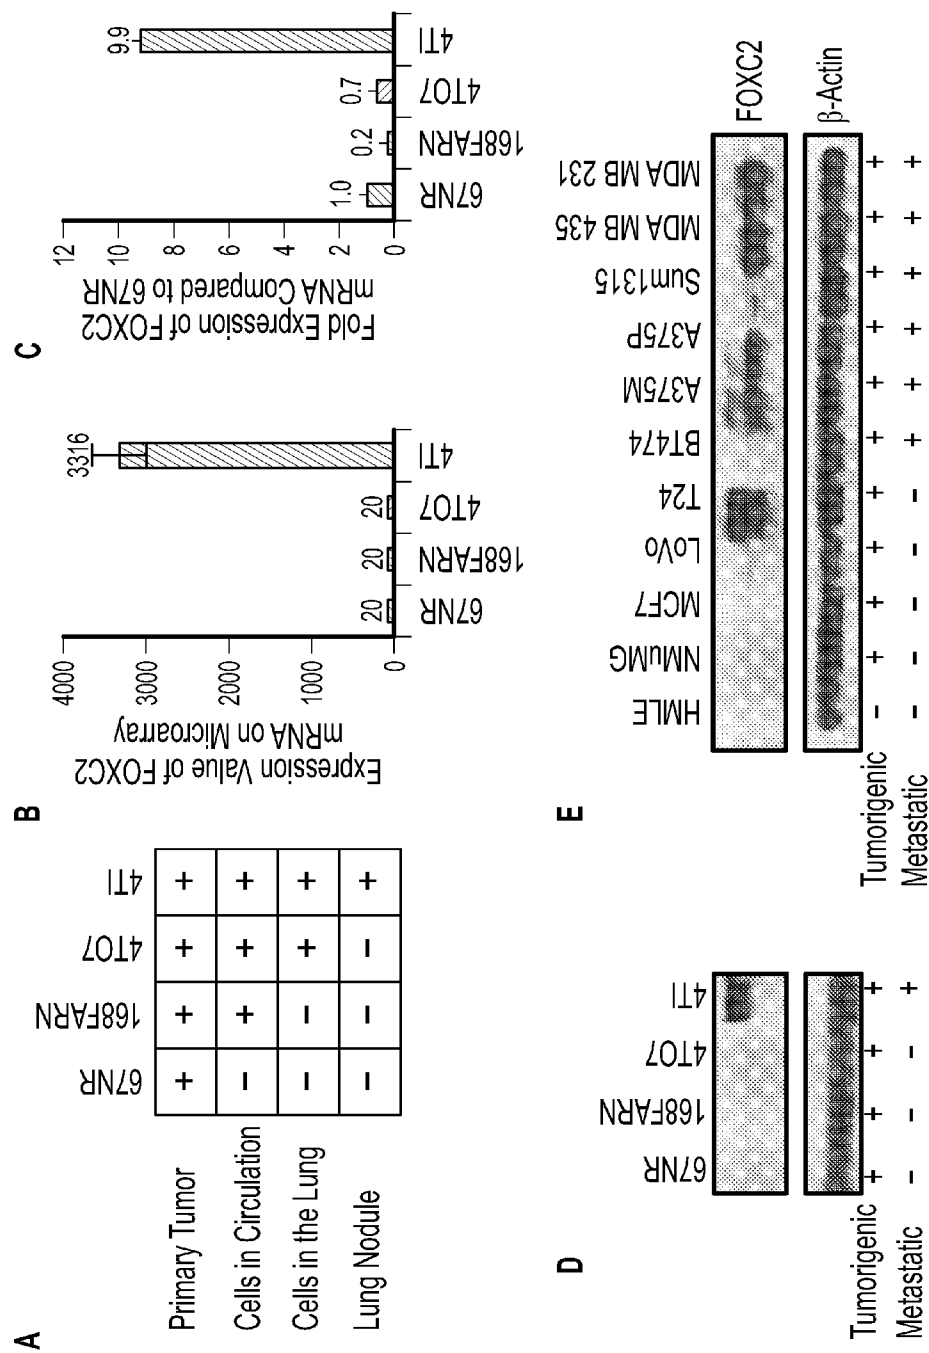 A
67NR 168FARN 4TO7 4TI
Primary Tumor + + + +
Cells in Circulation - + + +
Cells in the Lung - - + +
Lung Nodule - - - +
B
Expression Value of FOXC2
mRNA on Microarray
4000
3000
2000
1000
0
20 20 20 3316
67NR 168FARN 4TO7 4TI
C
Fold Expression of FOXC2
mRNA Compared to 67NR
12
10
8
6
4
2
0
1.0 0.2 0.7 9.9
67NR 168FARN 4TO7 4TI
D
67NR 168FARN 4TO7 4TI
Tumorigenic + + + +
Metastatic - - - +
E
HMLE NMuMG MCF7 LoVo T24 BT474 A375M A375P Sum1315 MDA MB 435 MDA MB 231
FOXC2
β-Actin
Tumorigenic - + + + + + + + + + +
Metastatic - - - - - + + + + + +